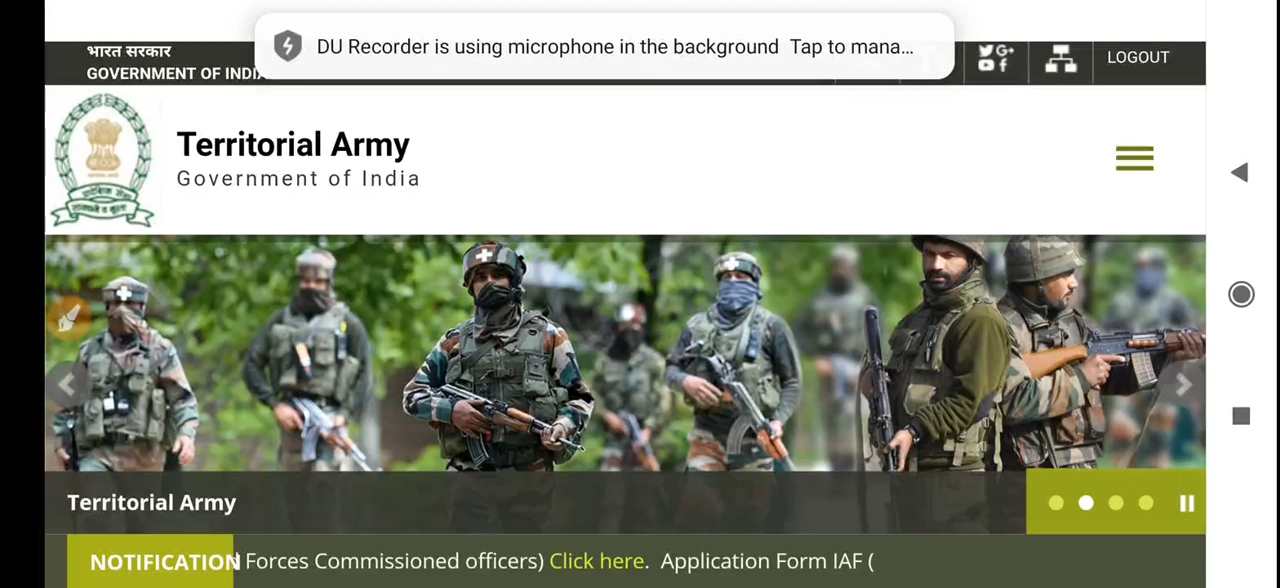 DU Recorder is using microphone in the background Tap to mana...
भारत सरकार
GOVERNMENT OF INDIA
LOGOUT
Territorial Army
Government of India
Territorial Army
NOTIFICATION
Forces Commissioned officers) Click here. Application Form IAF (